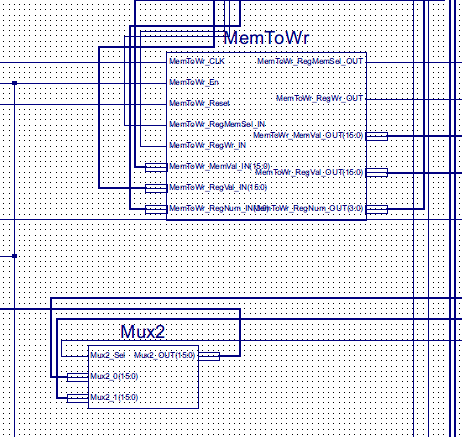 MemToWr
MemToWr_CLK MemToWr_RegMemSel_OUT
MemToWr_En
MemToWr_Reset MemToWr_RegWr_OUT
MemToWr_RegMemSel_IN
MemToWr_MemVal_OUT(15:0)
MemToWr_RegWr_IN
MemToWr_MemVal_IN(15:0)
MemToWr_RegVal_OUT(15:0)
MemToWr_RegVal_IN(15:0)
MemToWr_RegNum_IN MemToWr_RegNum_OUT(3:0)
Mux2
Mux2_Sel Mux2_OUT(15:0)
Mux2_0(15:0)
Mux2_1(15:0)